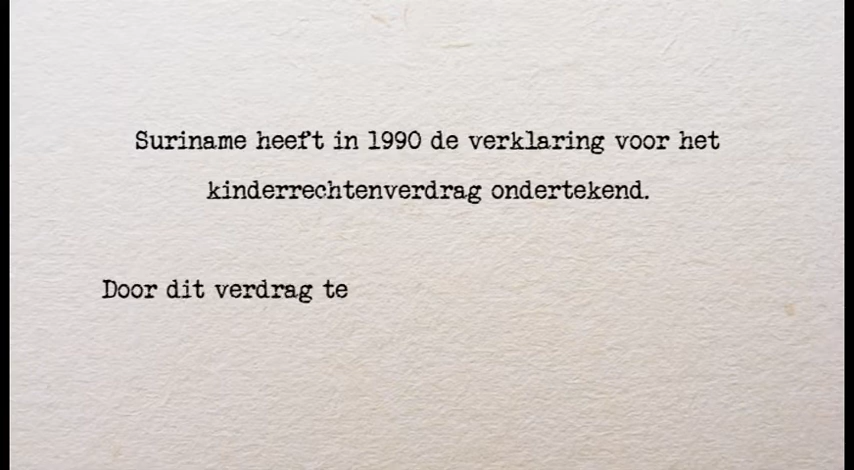 Suriname heeft in 1990 de verklaring voor het
kinderrechtenverdrag ondertekend.
Door dit verdrag te